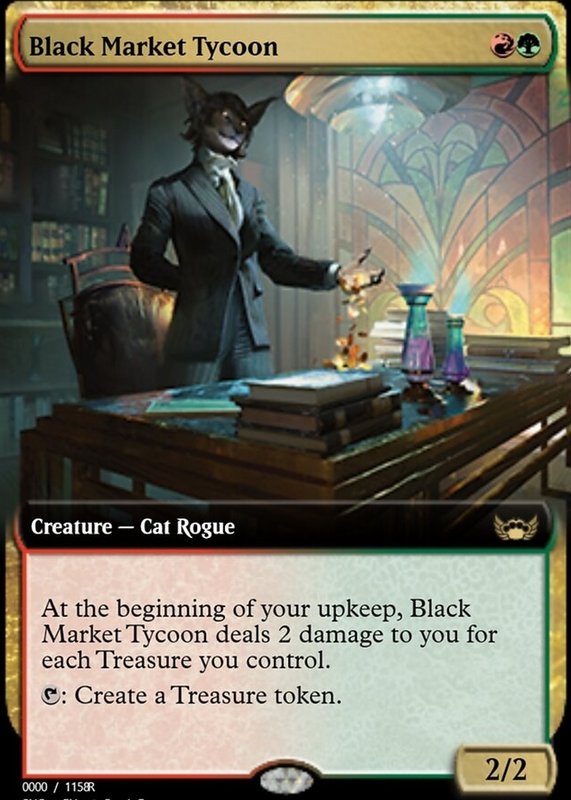 Black Market Tycoon
Creature — Cat Rogue
At the beginning of your upkeep, Black
Market Tycoon deals 2 damage to you for
each Treasure you control.
: Create a Treasure token.
2/2
0000 / 1158R